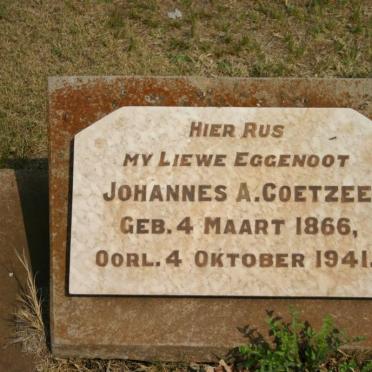 HIER RUS
MY LIEWE EGGENOOT
JOHANNES A. COETZEE
GEB. 4 MAART 1866,
OORL. 4 OKTOBER 1941.